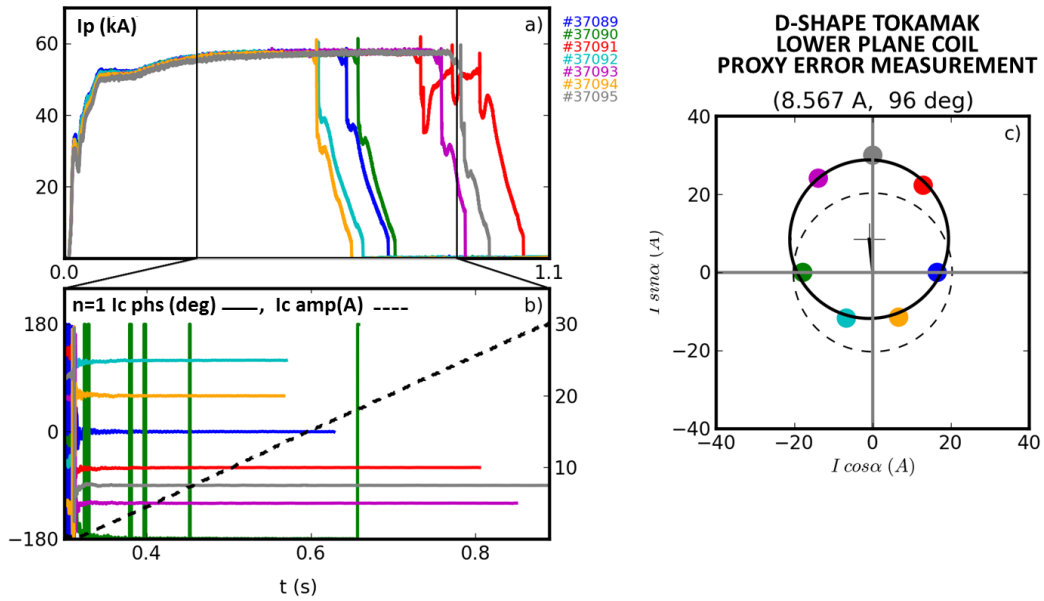 Ip (kA)
a)
60
40
20
0.0
1.1
#37089
#37090
#37091
#37092
#37093
#37094
#37095
n=1 Ic phs (deg) ——, Ic amp(A) ----
b)
180
0
−180
30
20
10
0.4
0.6
0.8
t (s)
D-SHAPE TOKAMAK
LOWER PLANE COIL
PROXY ERROR MEASUREMENT
(8.567 A, 96 deg)
c)
I sinα (A)
40
20
0
−20
−40
−40
−20
0
20
40
I cosα (A)